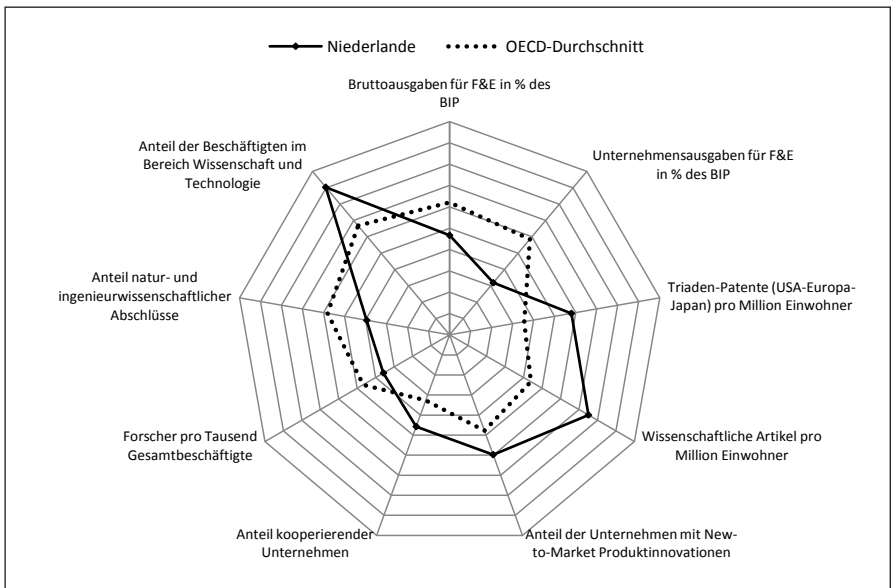 Niederlande
OECD-Durchschnitt
Bruttoausgaben für F&E in % des
BIP
Unternehmensausgaben für F&E
in % des BIP
Triaden-Patente (USA-Europa-
Japan) pro Million Einwohner
Wissenschaftliche Artikel pro
Million Einwohner
Anteil der Unternehmen mit New-
to-Market Produktinnovationen
Anteil kooperierender
Unternehmen
Forscher pro Tausend
Gesamtbeschäftigte
Anteil natur- und
ingenieurwissenschaftlicher
Abschlüsse
Anteil der Beschäftigten im
Bereich Wissenschaft und
Technologie